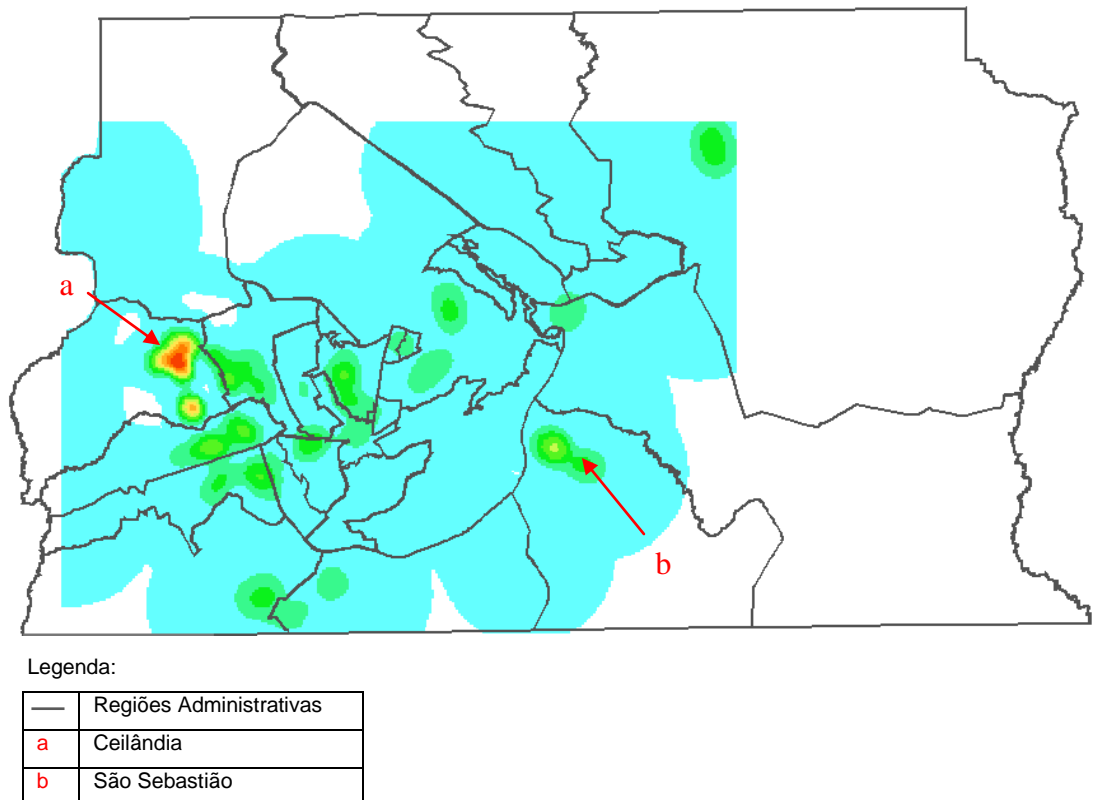 a
b
Legenda:
Regiões Administrativas
a Ceilândia
b São Sebastião